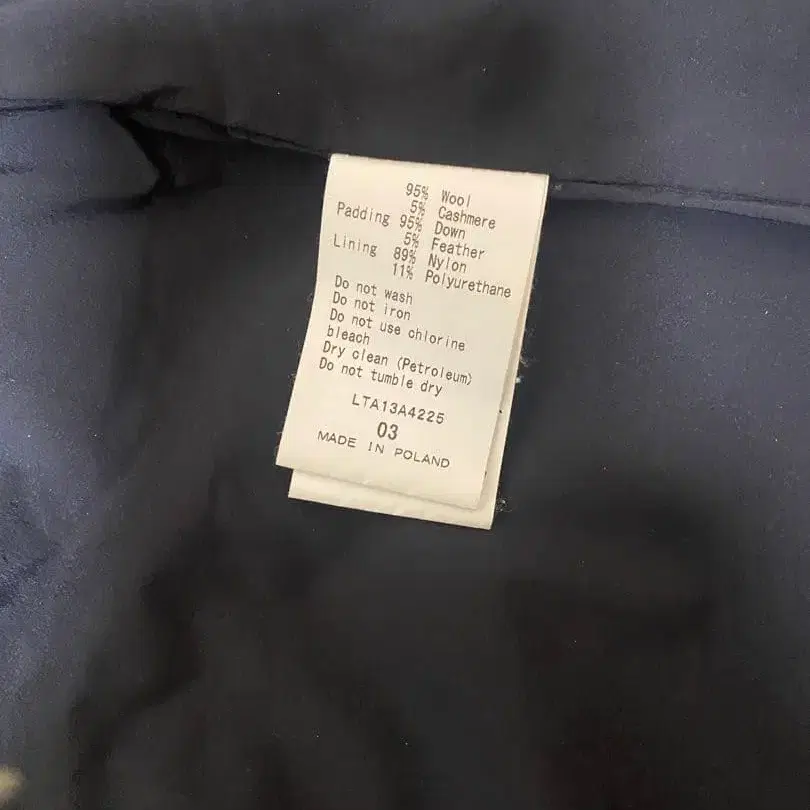 95% Wool
5% Cashmere
Padding 95% Down
5% Feather
Lining 89% Nylon
11% Polyurethane
Do not wash
Do not iron
Do not use chlorine
bleach
Dry clean (Petroleum)
Do not tumble dry
LTA13A4225
03
MADE IN POLAND